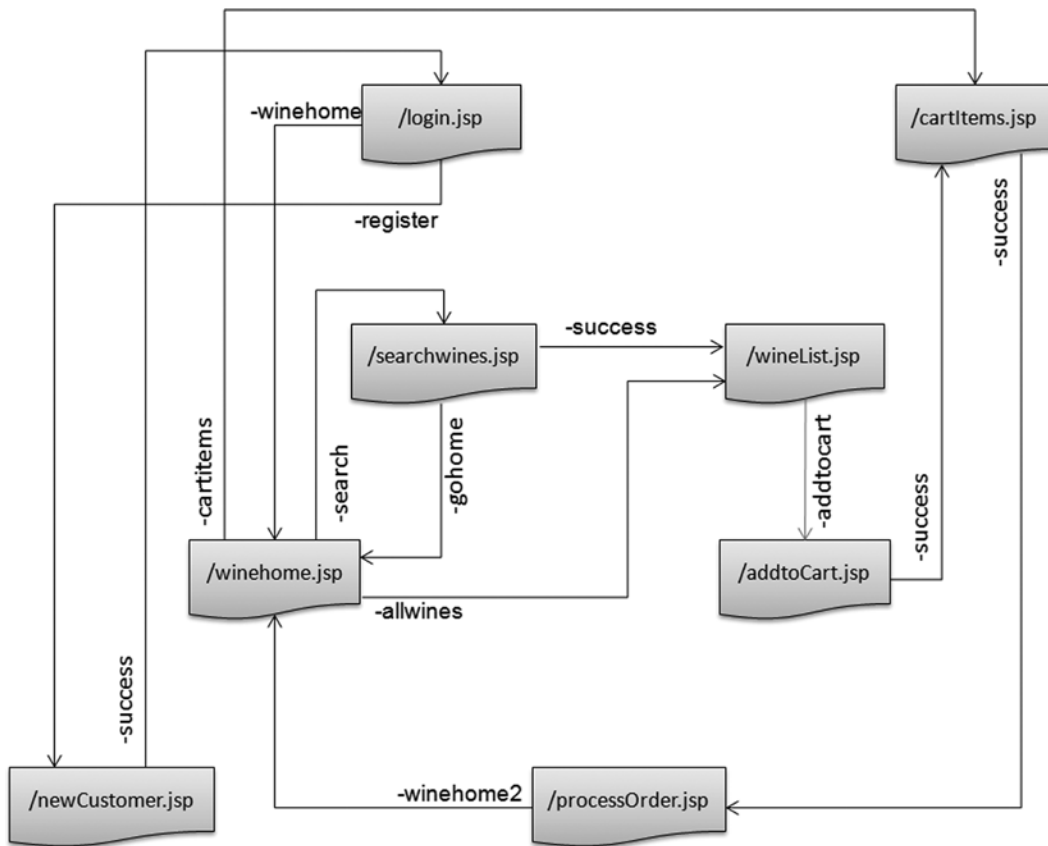 -winehome
/login.jsp
/cartItems.jsp
-register
-success
-success
/searchwines.jsp
/wineList.jsp
-cartitems
-search
-gohome
-addtocart
-success
/winehome.jsp
/addtoCart.jsp
-allwines
-success
/newCustomer.jsp
-winehome2
/processOrder.jsp